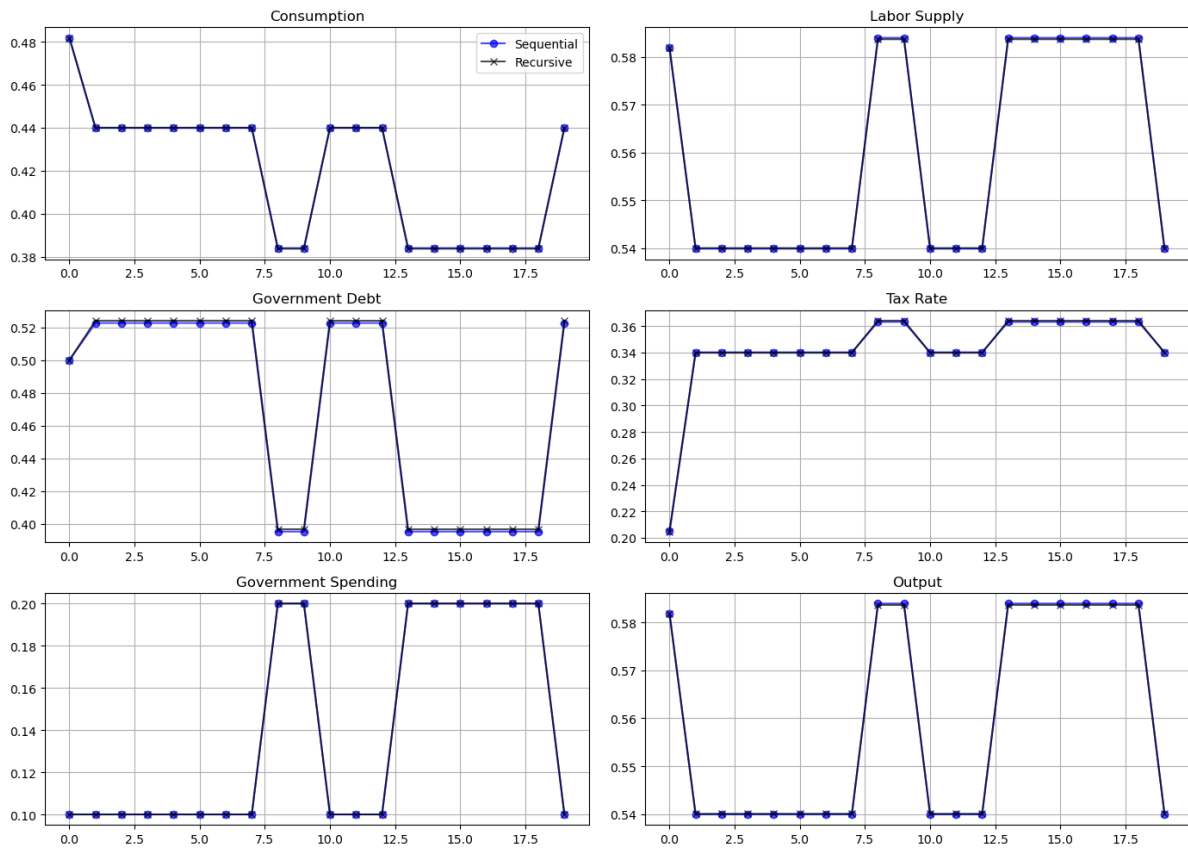 Consumption
0.48
0.46
0.44
0.42
0.40
0.38
0.0 2.5 5.0 7.5 10.0 12.5 15.0 17.5
Sequential
Recursive
Labor Supply
0.58
0.57
0.56
0.55
0.54
0.0 2.5 5.0 7.5 10.0 12.5 15.0 17.5
Government Debt
0.52
0.50
0.48
0.46
0.44
0.42
0.40
0.0 2.5 5.0 7.5 10.0 12.5 15.0 17.5
Tax Rate
0.36
0.34
0.32
0.30
0.28
0.26
0.24
0.22
0.20
0.0 2.5 5.0 7.5 10.0 12.5 15.0 17.5
Government Spending
0.20
0.18
0.16
0.14
0.12
0.10
0.0 2.5 5.0 7.5 10.0 12.5 15.0 17.5
Output
0.58
0.57
0.56
0.55
0.54
0.0 2.5 5.0 7.5 10.0 12.5 15.0 17.5